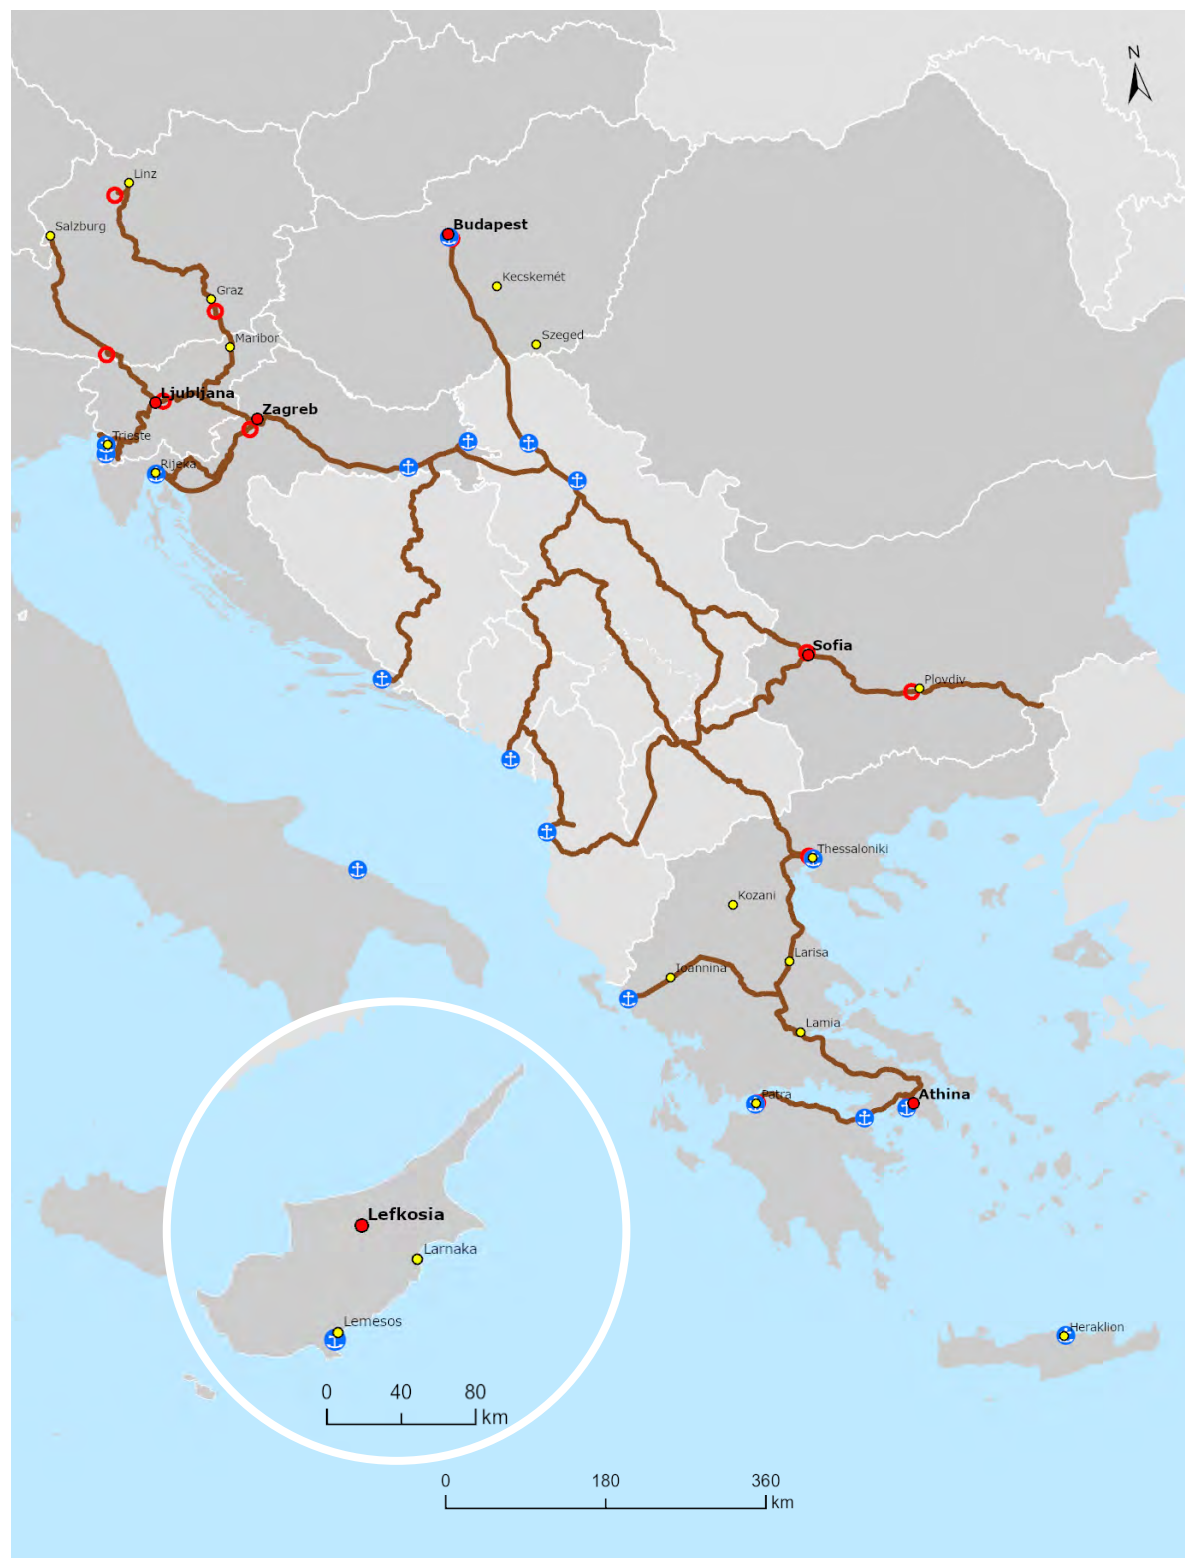 N
Linz
Salzburg
Budapest
Kecskemét
Graz
Szeged
Maribor
Ljubljana
Zagreb
Trieste
Rijeka
Sofia
Plovdiv
Thessaloniki
Kozani
Larisa
Ioannina
Lamia
Patra
Athina
Lefkosia
Larnaka
Lemesos
Heraklion
0 40 80
km
0 180 360
km